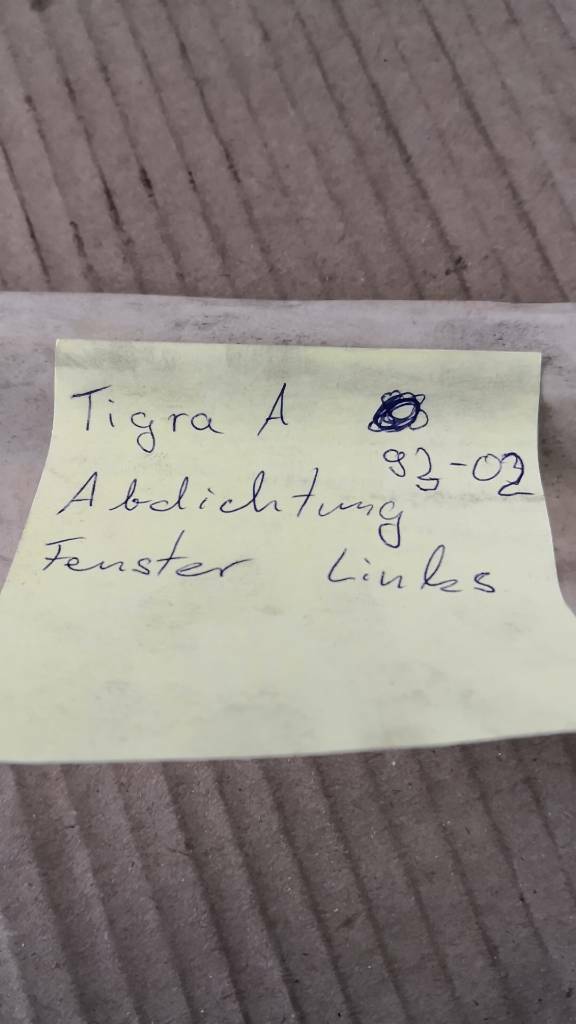 Tigra A
93-02
Abdichtung
Fenster Links